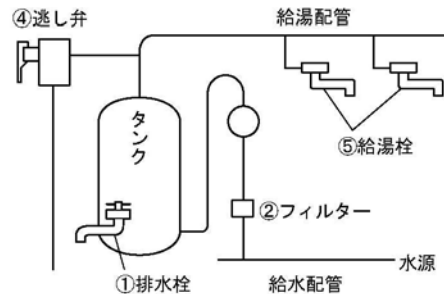 ④逃し弁
給湯配管
タンク
⑤給湯栓
②フィルター
水源
①排水栓
給水配管